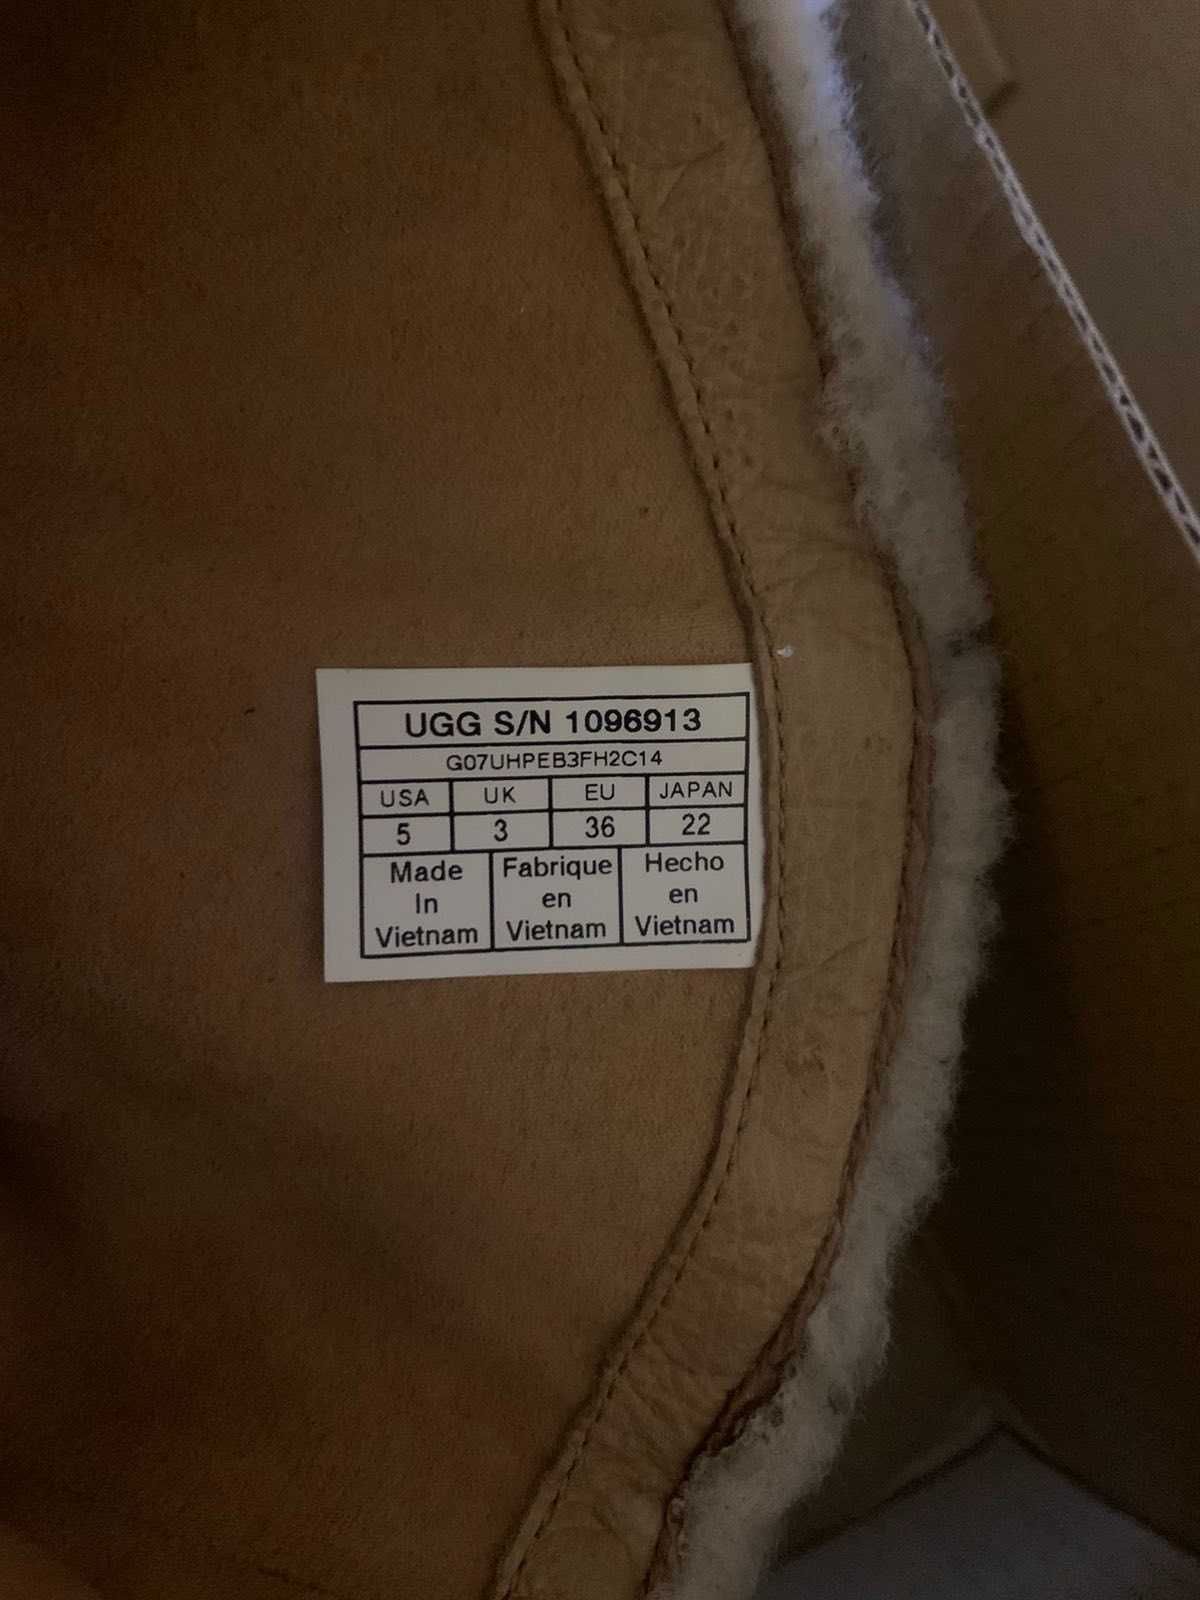 UGG S/N 1096913
G07UHPEB3FH2C14
USA UK EU JAPAN
5 3 36 22
Made In Vietnam
Fabrique en Vietnam
Hecho en Vietnam